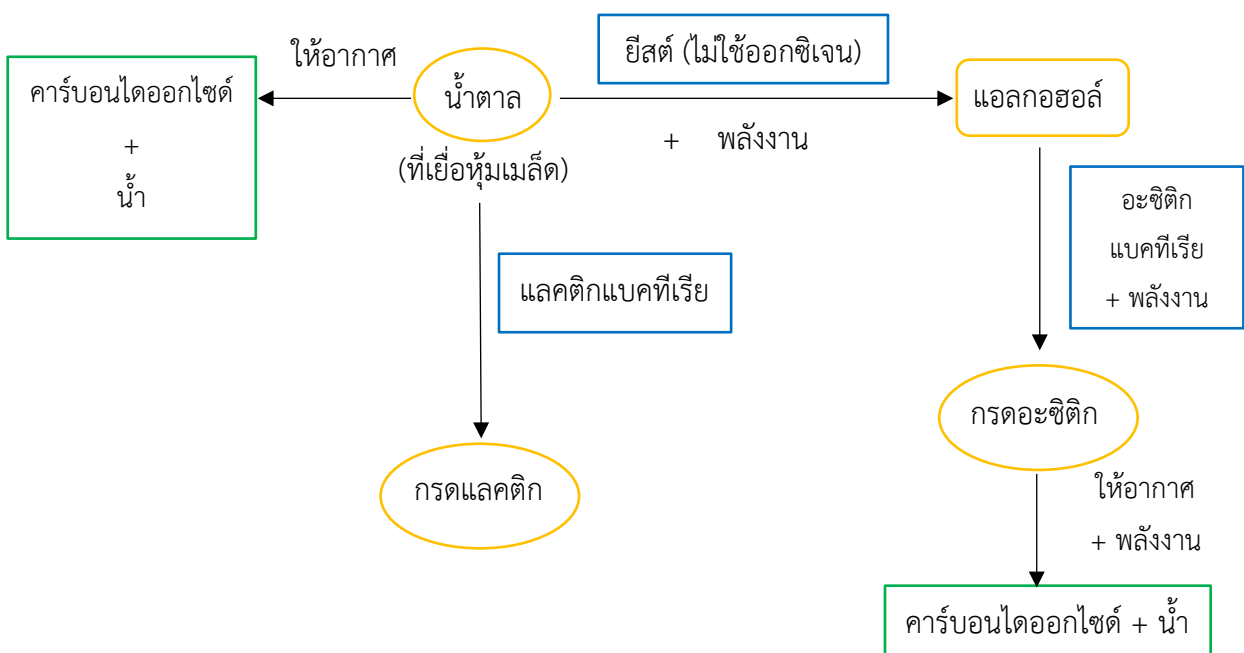 ให้อากาศ
ยีสต์ (ไม่ใช้ออกซิเจน)
คาร์บอนไดออกไซด์
+
น้ำ
น้ำตาล
(ที่เยื่อหุ้มเมล็ด)
+ พลังงาน
แอลกอฮอล์
อะซิติก
แบคทีเรีย
+ พลังงาน
แลคติกแบคทีเรีย
กรดแลคติก
กรดอะซิติก
ให้อากาศ
+ พลังงาน
คาร์บอนไดออกไซด์ + น้ำ